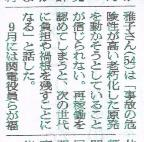 雅子さん(54)は「事故の危
険性が高い老朽化した原発
を動かそうとしていること
が信じられない。再稼働を
認めてしまうと、次の世代
に負担や禍根を残すことに
なる」と話した。
９月には関電役員らが福